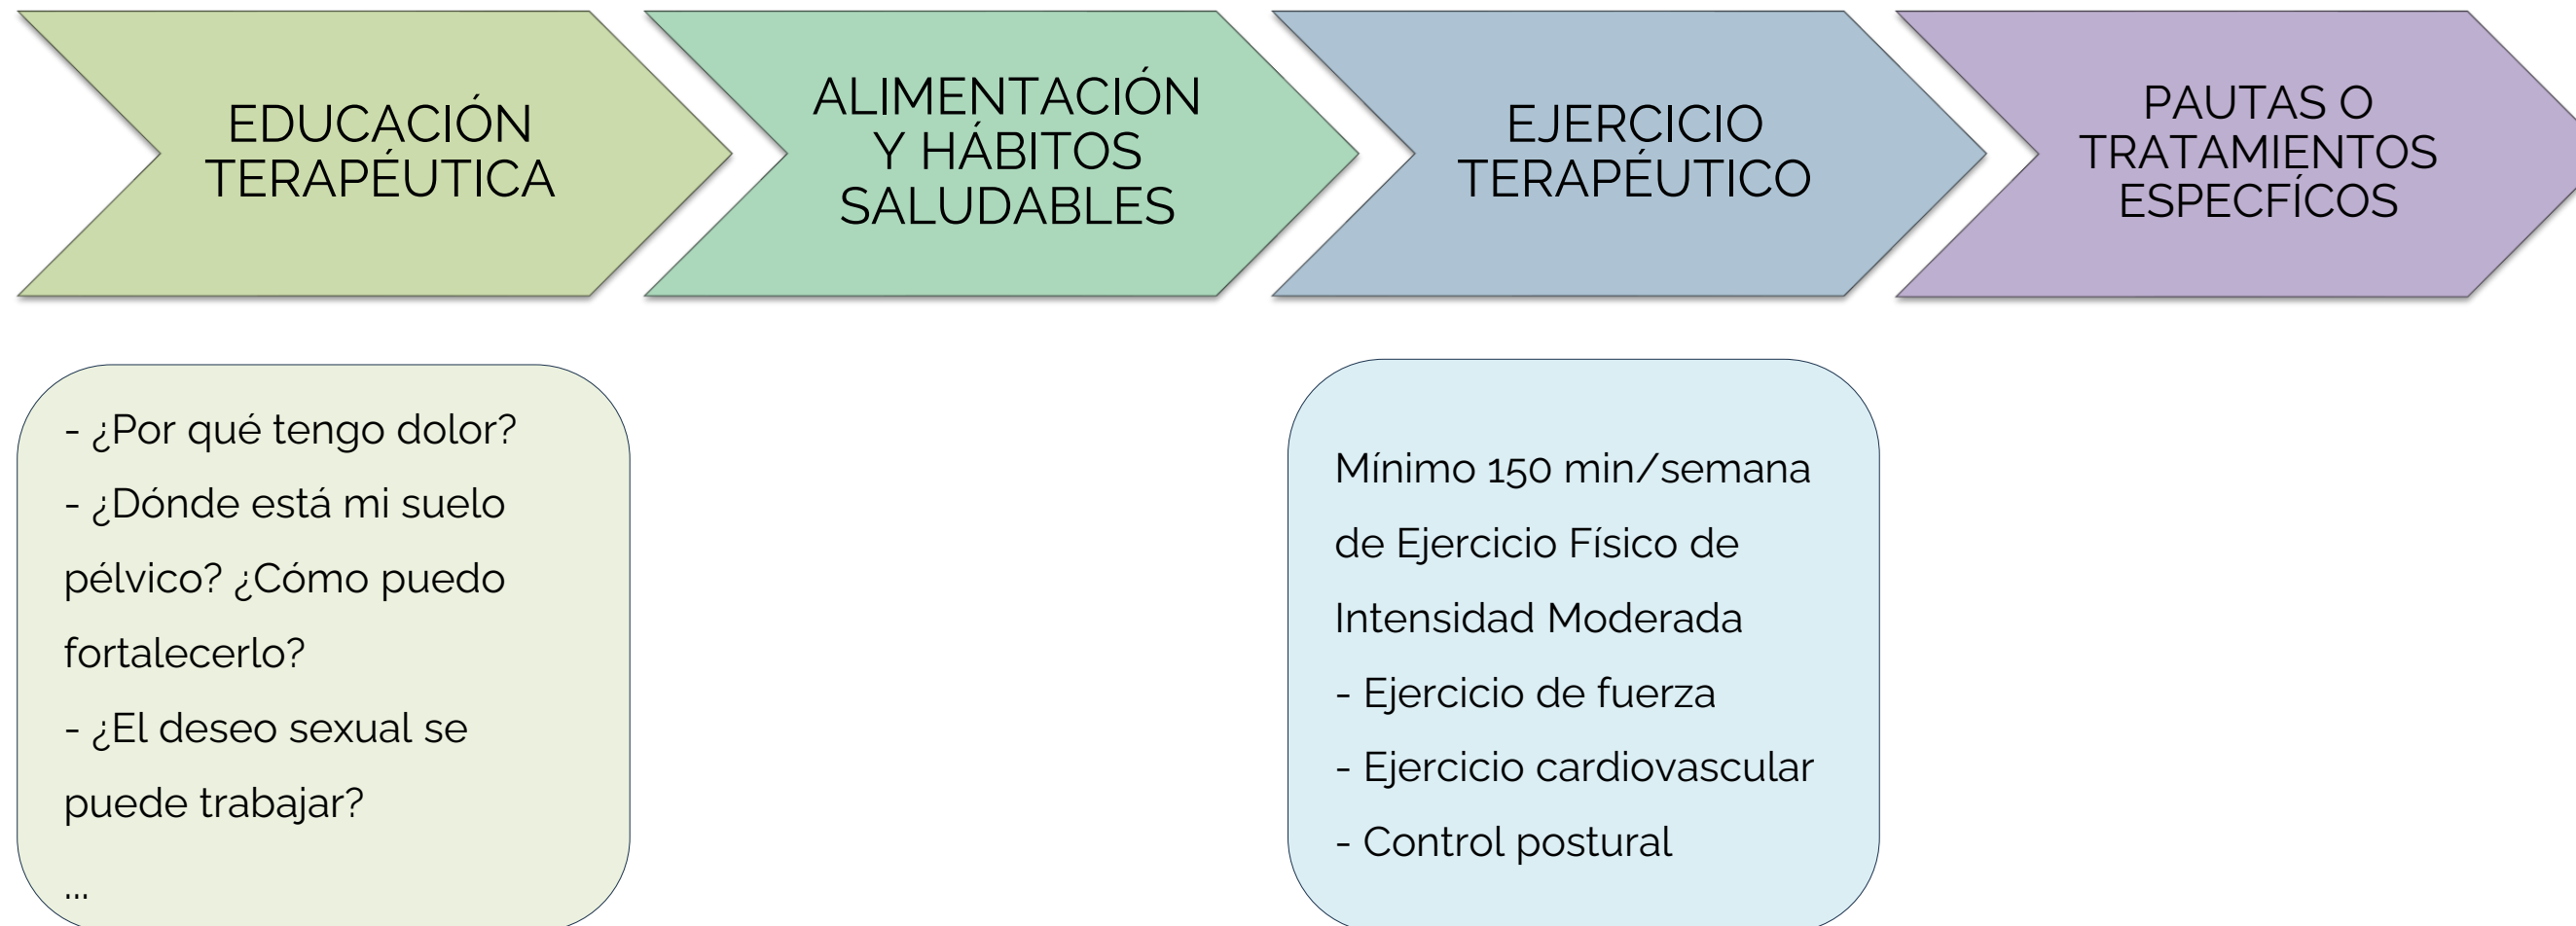 EDUCACIÓN
TERAPÉUTICA
ALIMENTACIÓN
Y HÁBITOS
SALUDABLES
EJERCICIO
TERAPÉUTICO
PAUTAS O
TRATAMIENTOS
ESPECFÍCOS
- ¿Por qué tengo dolor?
- ¿Dónde está mi suelo
pélvico? ¿Cómo puedo
fortalecerlo?
- ¿El deseo sexual se
puede trabajar?
...
Mínimo 150 min/semana
de Ejercicio Físico de
Intensidad Moderada
- Ejercicio de fuerza
- Ejercicio cardiovascular
- Control postural